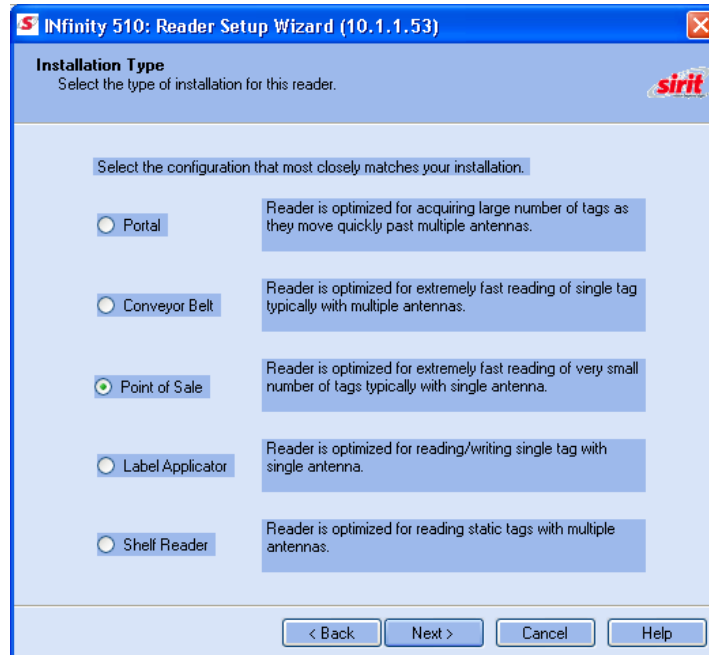 INfinity 510: Reader Setup Wizard (10.1.1.53)
Installation Type
Select the type of installation for this reader.
sirit
Select the configuration that most closely matches your installation.
Portal
Reader is optimized for acquiring large number of tags as
they move quickly past multiple antennas.
Conveyor Belt
Reader is optimized for extremely fast reading of single tag
typically with multiple antennas.
Point of Sale
Reader is optimized for extremely fast reading of very small
number of tags typically with single antenna.
Label Applicator
Reader is optimized for reading/writing single tag with
single antenna.
Shelf Reader
Reader is optimized for reading static tags with multiple
antennas.
< Back Next > Cancel Help